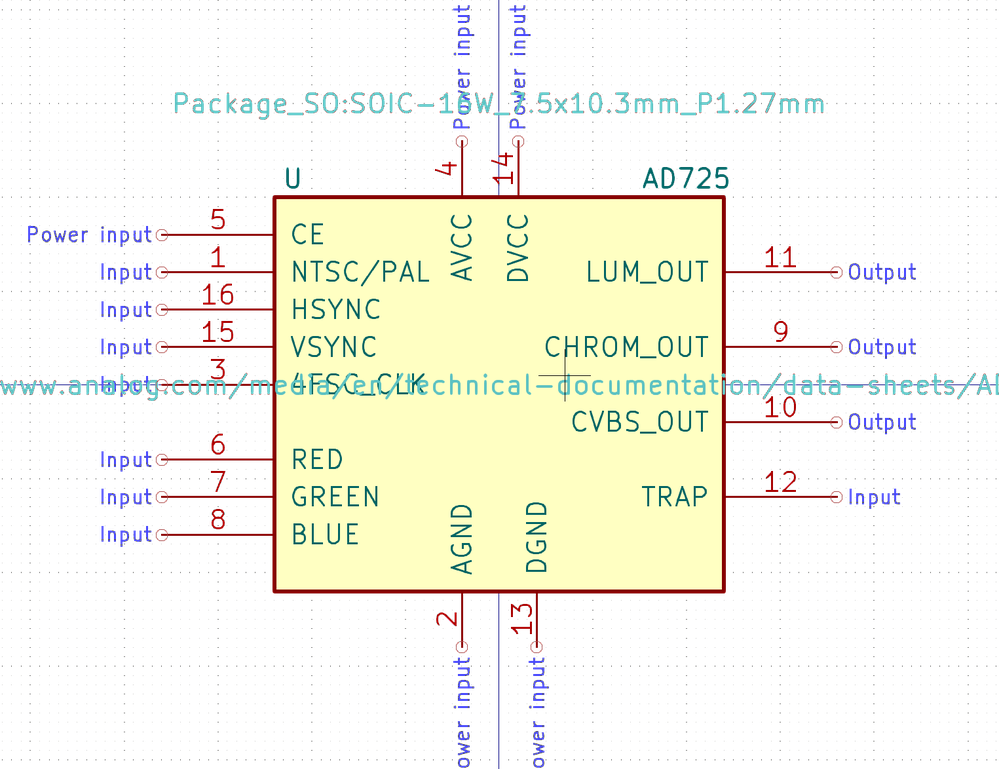 Power input
Power input
Package_SO:SOIC-16W_7.5x10.3mm_P1.27mm
4
14
U
AD725
Power input
5
CE
AVCC
DVCC
Input
1
NTSC/PAL
LUM_OUT
11
Output
Input
16
HSYNC
Input
15
VSYNC
CHROM_OUT
9
Output
Input
3
4FSC_CLK
www.analog.com/media/en/technical-documentation/data-sheets/AD
CVBS_OUT
10
Output
Input
6
RED
Input
7
GREEN
TRAP
12
Input
Input
8
BLUE
AGND
DGND
2
13
ower input
ower input